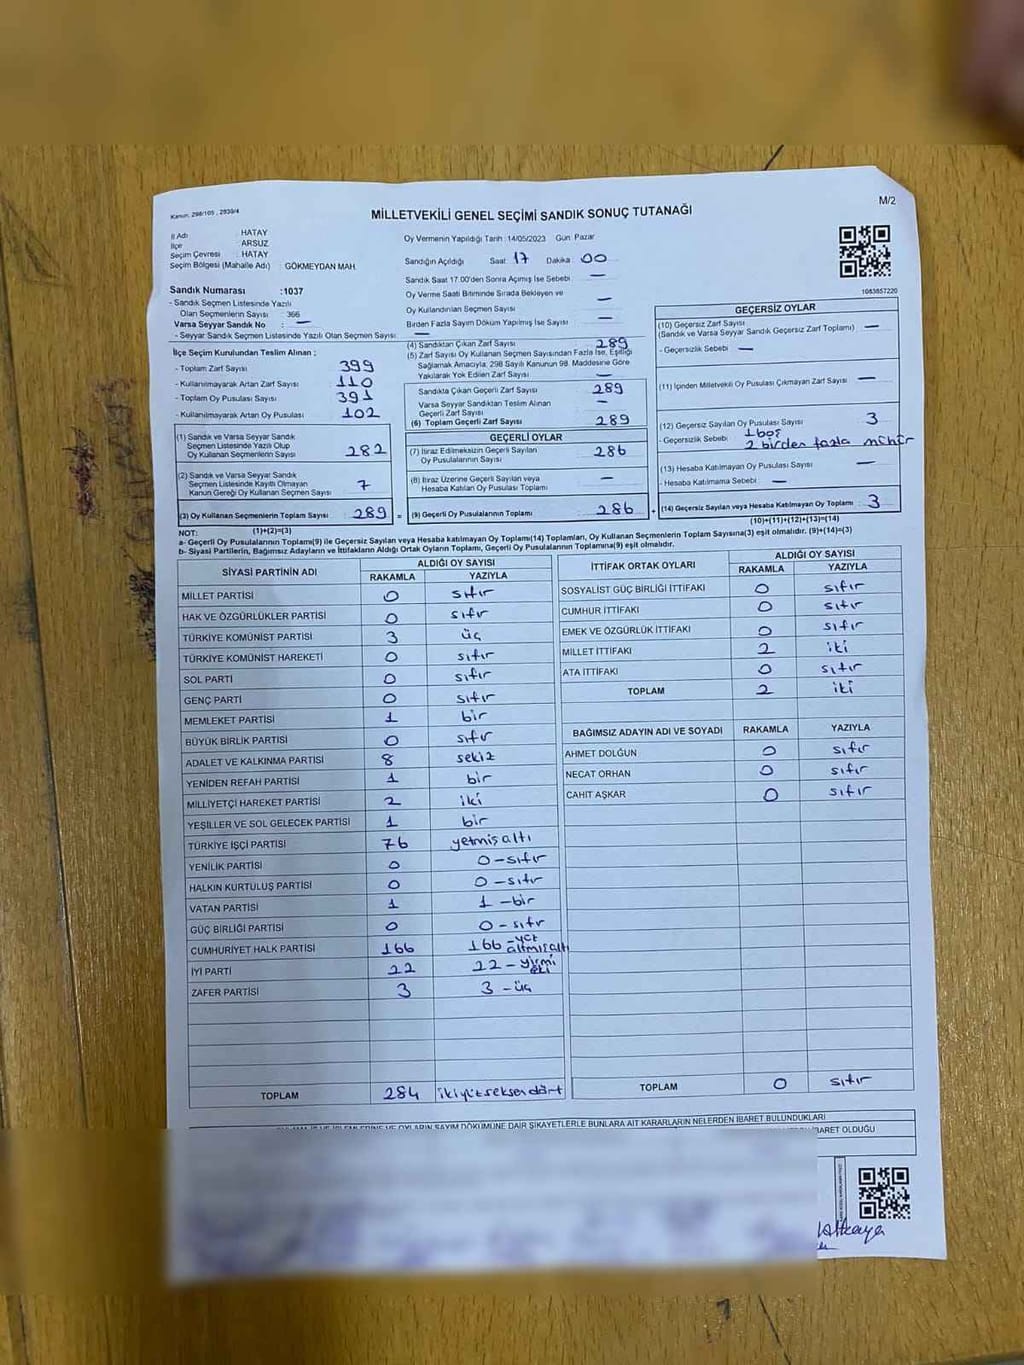 Kanun, 298/105 , 2839/4
MİLLETVEKİLİ GENEL SEÇİMİ SANDIK SONUÇ TUTANAĞI
M/2
İl Adı : HATAY
İlçe : ARSUZ
Seçim Çevresi : HATAY
Seçim Bölgesi (Mahalle Adı) : GÖKMEYDAN MAH.
Sandık Numarası :1037
- Sandık Seçmen Listesinde Yazılı
Olan Seçmenlerin Sayısı : 366
Varsa Seyyar Sandık No : —
- Seyyar Sandık Seçmen Listesinde Yazılı Olan Seçmen Sayısı : —
İlçe Seçim Kurulundan Teslim Alınan ;
- Toplam Zarf Sayısı 399
- Kullanılmayarak Artan Zarf Sayısı 110
- Toplam Oy Pusulası Sayısı 391
- Kullanılmayarak Artan Oy Pusulası 102
(1) Sandık ve Varsa Seyyar Sandık
Seçmen Listesinde Yazılı Olup
Oy Kullanan Seçmenlerin Sayısı 282
(2) Sandık ve Varsa Seyyar Sandık
Seçmen Listesinde Kayıtlı Olmayan
Kanun Gereği Oy Kullanan Seçmen Sayısı 7
(3) Oy Kullanan Seçmenlerin Toplam Sayısı 289 =
(1)+(2)=(3)
Oy Vermenin Yapıldığı Tarih :14/05/2023 Gün: Pazar
Sandığın Açıldığı Saat: 17 Dakika: 00
Sandık Saat 17.00'den Sonra Açılmış İse Sebebi : —
Oy Verme Saati Bitiminde Sırada Bekleyen ve
Oy Kullandırılan Seçmen Sayısı —
Birden Fazla Sayım Döküm Yapılmış İse Sayısı —
(4) Sandıktan Çıkan Zarf Sayısı 289
(5) Zarf Sayısı Oy Kullanan Seçmen Sayısından Fazla İse, Eşitliği
Sağlamak Amacıyla, 298 Sayılı Kanunun 98. Maddesine Göre
Yakılarak Yok Edilen Zarf Sayısı —
Sandıkta Çıkan Geçerli Zarf Sayısı 289
Varsa Seyyar Sandıktan Teslim Alınan
Geçerli Zarf Sayısı —
(6) Toplam Geçerli Zarf Sayısı 289
GEÇERLİ OYLAR
(7) İtiraz Edilmeksizin Geçerli Sayılan
Oy Pusulalarının Sayısı 286
(8) İtiraz Üzerine Geçerli Sayılan veya
Hesaba Katılan Oy Pusulası Toplamı —
(9) Geçerli Oy Pusulalarının Toplamı 286 +
1083857220
GEÇERSİZ OYLAR
(10) Geçersiz Zarf Sayısı
(Sandık ve Varsa Seyyar Sandık Geçersiz Zarf Toplamı) —
- Geçersizlik Sebebi —
(11) İçinden Milletvekili Oy Pusulası Çıkmayan Zarf Sayısı —
(12) Geçersiz Sayılan Oy Pusulası Sayısı 3
- Geçersizlik Sebebi : 1 boş
2 birden fazla mühür
(13) Hesaba Katılmayan Oy Pusulası Sayısı —
- Hesaba Katılmama Sebebi : —
(14) Geçersiz Sayılan veya Hesaba Katılmayan Oy Toplamı 3
(10)+(11)+(12)+(13)=(14)
NOT:
a- Geçerli Oy Pusulalarının Toplamı(9) ile Geçersiz Sayılan veya Hesaba Katılmayan Oy Toplamı(14) Toplamları, Oy Kullanan Seçmenlerin Toplam Sayısına(3) eşit olmalıdır. (9)+(14)=(3)
b- Siyasi Partilerin, Bağımsız Adayların ve İttifakların Aldığı Ortak Oyların Toplamı, Geçerli Oy Pusulalarının Toplamına(9) eşit olmalıdır.
SİYASİ PARTİNİN ADI ALDIĞI OY SAYISI
RAKAMLA YAZIYLA
MİLLET PARTİSİ 0 sıfır
HAK VE ÖZGÜRLÜKLER PARTİSİ 0 sıfır
TÜRKİYE KOMÜNİST PARTİSİ 3 üç
TÜRKİYE KOMÜNİST HAREKETİ 0 sıfır
SOL PARTİ 0 sıfır
GENÇ PARTİ 0 sıfır
MEMLEKET PARTİSİ 1 bir
BÜYÜK BİRLİK PARTİSİ 0 sıfır
ADALET VE KALKINMA PARTİSİ 8 sekiz
YENİDEN REFAH PARTİSİ 1 bir
MİLLİYETÇİ HAREKET PARTİSİ 2 iki
YEŞİLLER VE SOL GELECEK PARTİSİ 1 bir
TÜRKİYE İŞÇİ PARTİSİ 76 yetmiş altı
YENİLİK PARTİSİ 0 0-sıfır
HALKIN KURTULUŞ PARTİSİ 0 0-sıfır
VATAN PARTİSİ 1 1-bir
GÜÇ BİRLİĞİ PARTİSİ 0 0-sıfır
CUMHURİYET HALK PARTİSİ 166 166-yüz altmışaltı
İYİ PARTİ 22 22-yirmi iki
ZAFER PARTİSİ 3 3-üç
TOPLAM 284 ikiyüzseksendört
İTTİFAK ORTAK OYLARI ALDIĞI OY SAYISI
RAKAMLA YAZIYLA
SOSYALİST GÜÇ BİRLİĞİ İTTİFAKI 0 sıfır
CUMHUR İTTİFAKI 0 sıfır
EMEK VE ÖZGÜRLÜK İTTİFAKI 0 sıfır
MİLLET İTTİFAKI 2 iki
ATA İTTİFAKI 0 sıfır
TOPLAM 2 iki
BAĞIMSIZ ADAYIN ADI VE SOYADI RAKAMLA YAZIYLA
AHMET DOLĞUN 0 sıfır
NECAT ORHAN 0 sıfır
CAHİT AŞKAR 0 sıfır
TOPLAM 0 sıfır
OYLARIN SAYIM DÖKÜMÜNE DAİR ŞİKAYETLERLE BUNLARA AİT KARARLARIN NELERDEN İBARET BULUNDUKLARI
İBARET OLDUĞU